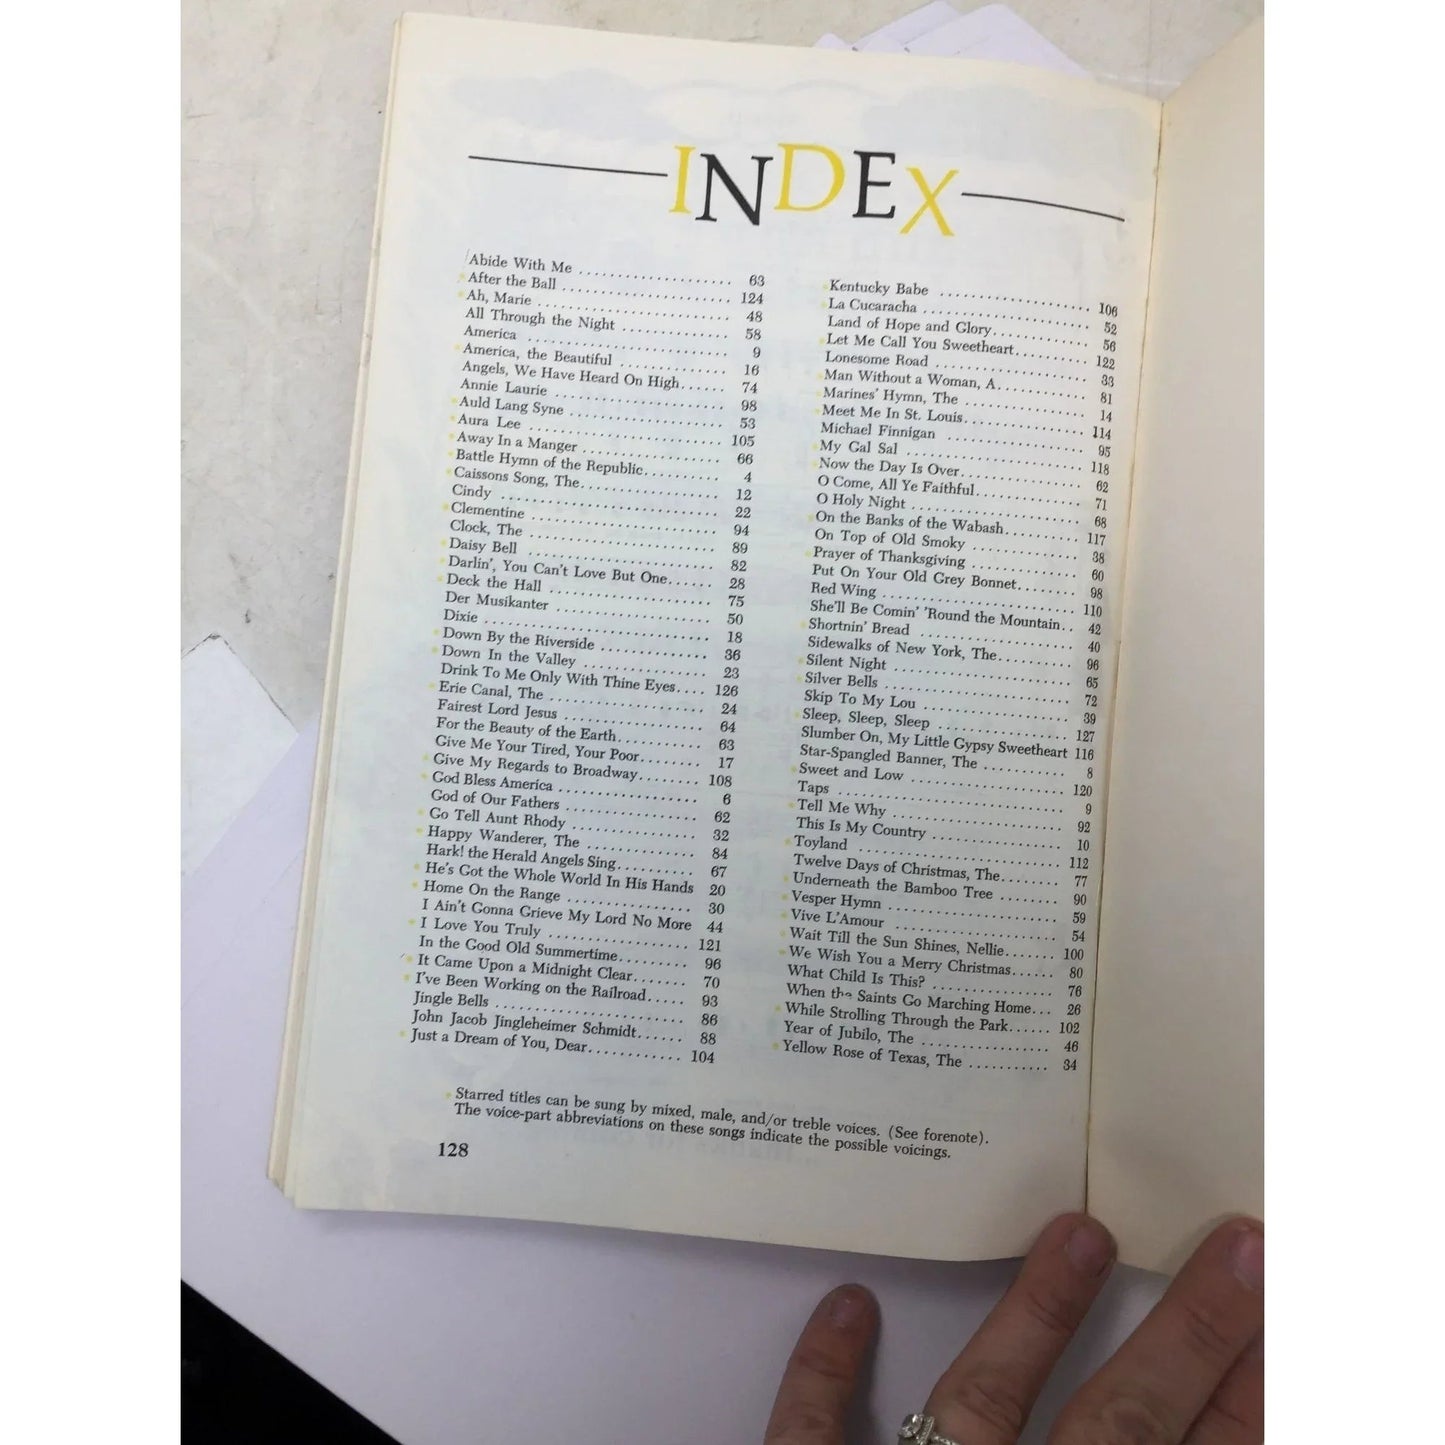 INDEX
Abide With Me .................... 63
* After the Ball .................... 124
* Ah, Marie .................... 48
All Through the Night .............. 58
America .................... 9
* America, the Beautiful .............. 16
Angels, We Have Heard On High...... 74
Annie Laurie .................... 98
* Auld Lang Syne .................... 53
* Aura Lee .................... 105
* Away In a Manger .................. 66
* Battle Hymn of the Republic.......... 4
* Caissons Song, The.................. 12
Cindy .................... 22
* Clementine .................... 94
Clock, The .................... 89
* Daisy Bell .................... 82
* Darlin', You Can't Love But One...... 28
* Deck the Hall .................... 75
Der Musikanter .................... 50
Dixie .................... 18
* Down By the Riverside .............. 36
* Down In the Valley .............. 23
Drink To Me Only With Thine Eyes.... 126
* Erie Canal, The .................... 24
Fairest Lord Jesus .................. 64
For the Beauty of the Earth........... 63
Give Me Your Tired, Your Poor........ 17
* Give My Regards to Broadway........ 108
* God Bless America .................. 6
God of Our Fathers .................. 62
* Go Tell Aunt Rhody ................ 32
* Happy Wanderer, The .............. 84
Hark! the Herald Angels Sing.......... 67
* He's Got the Whole World In His Hands 20
* Home On the Range ................ 30
I Ain't Gonna Grieve My Lord No More 44
* I Love You Truly .................. 121
In the Good Old Summertime......... 96
* It Came Upon a Midnight Clear....... 70
* I've Been Working on the Railroad..... 93
Jingle Bells .................... 86
John Jacob Jingleheimer Schmidt...... 88
* Just a Dream of You, Dear............ 104
* Kentucky Babe .................... 106
* La Cucaracha .................... 52
Land of Hope and Glory............. 56
* Let Me Call You Sweetheart.......... 122
Lonesome Road .................... 33
* Man Without a Woman, A............ 81
* Marines' Hymn, The ................ 14
* Meet Me In St. Louis................ 114
Michael Finnigan .................. 95
* My Gal Sal .................... 118
* Now the Day Is Over................ 62
O Come, All Ye Faithful.............. 71
O Holy Night .................... 68
* On the Banks of the Wabash.......... 117
On Top of Old Smoky .............. 38
* Prayer of Thanksgiving .............. 60
Put On Your Old Grey Bonnet........ 98
Red Wing .................... 110
She'll Be Comin' 'Round the Mountain.. 42
* Shortnin' Bread .................... 40
Sidewalks of New York, The.......... 96
* Silent Night .................... 65
* Silver Bells .................... 72
Skip To My Lou .................... 39
* Sleep, Sleep, Sleep ................ 127
Slumber On, My Little Gypsy Sweetheart 116
Star-Spangled Banner, The ........... 8
* Sweet and Low .................... 120
Taps .................... 9
* Tell Me Why .................... 92
This Is My Country ................ 10
* Toyland .................... 112
Twelve Days of Christmas, The........ 77
* Underneath the Bamboo Tree ........ 90
* Vesper Hymn .................... 59
* Vive L'Amour .................... 54
* Wait Till the Sun Shines, Nellie....... 100
* We Wish You a Merry Christmas...... 80
What Child Is This? ................ 76
When the Saints Go Marching Home... 26
* While Strolling Through the Park...... 102
Year of Jubilo, The .................. 46
* Yellow Rose of Texas, The ........... 34
* Starred titles can be sung by mixed, male, and/or treble voices. (See forenote).
The voice-part abbreviations on these songs indicate the possible voicings.
128